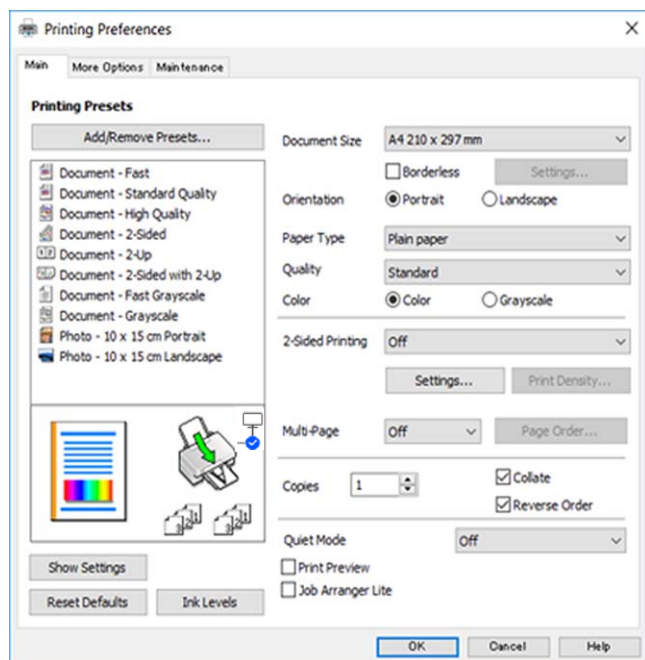 Printing Preferences
Main More Options Maintenance
Printing Presets
Add/Remove Presets...
Document - Fast
Document - Standard Quality
Document - High Quality
Document - 2-Sided
Document - 2-Up
Document - 2-Sided with 2-Up
Document - Fast Grayscale
Document - Grayscale
Photo - 10 x 15 cm Portrait
Photo - 10 x 15 cm Landscape
Show Settings
Reset Defaults Ink Levels
Document Size A4 210 x 297 mm
Borderless Settings...
Orientation Portrait Landscape
Paper Type Plain paper
Quality Standard
Color Color Grayscale
2-Sided Printing Off
Settings... Print Density...
Multi-Page Off Page Order...
Copies 1 Collate
Reverse Order
Quiet Mode Off
Print Preview
Job Arranger Lite
OK Cancel Help